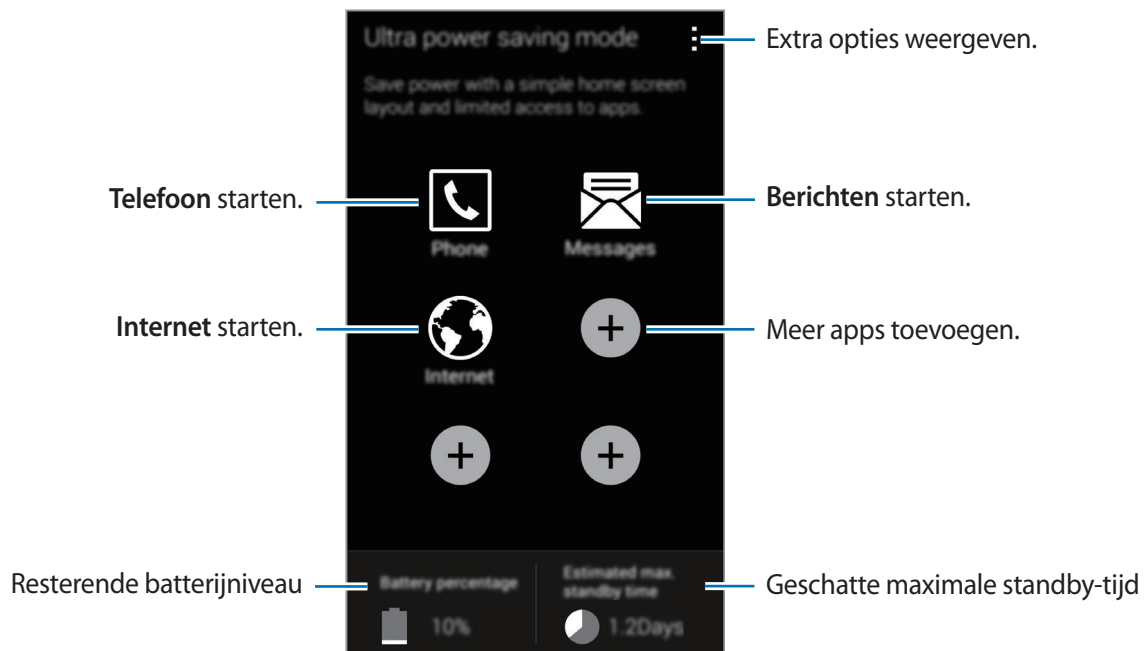 Ultra power saving mode
Extra opties weergeven.
Save power with a simple home screen
layout and limited access to apps.
Telefoon starten.
Berichten starten.
Phone
Messages
Internet starten.
Meer apps toevoegen.
Internet
Resterende batterijniveau
Battery percentage
Estimated max.
standby time
Geschatte maximale standby-tijd
10%
1.2Days